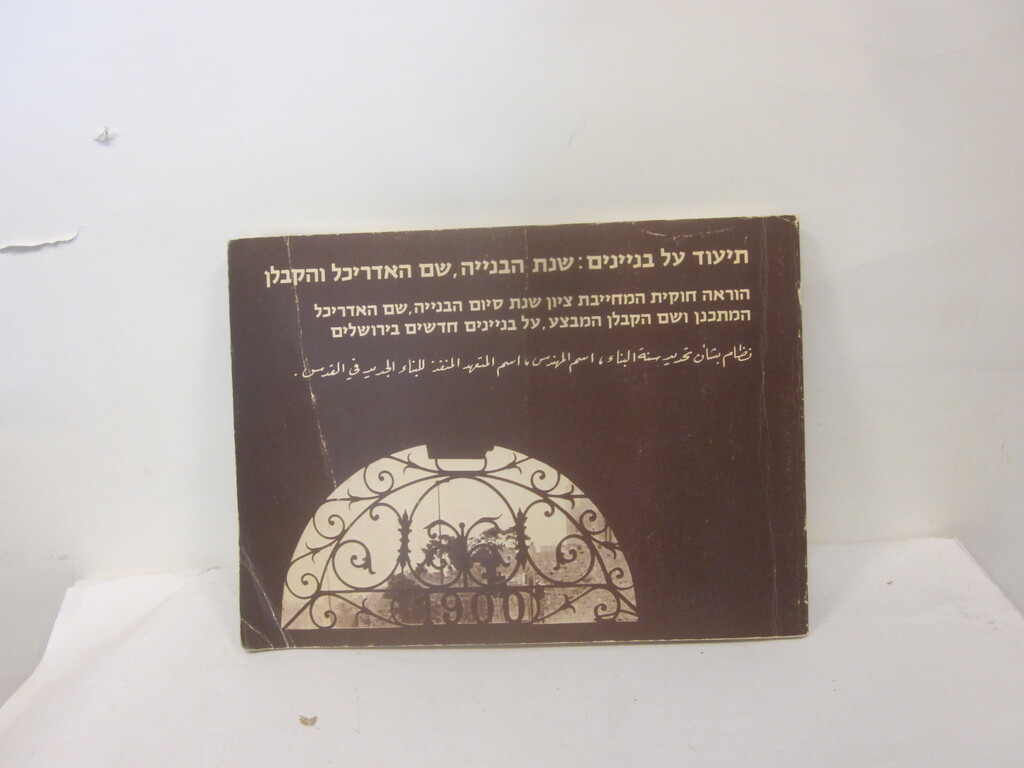 תיעוד על בניינים: שנת הבנייה, שם האדריכל והקבלן
הוראה חוקית המחייבת ציון שנת סיום הבנייה, שם האדריכל
המתכנן ושם הקבלן המבצע, על בניינים חדשים בירושלים
نظام بشأن تحديد سنة البناء، اسم المهندس، اسم المتعهد المنفذ للبناء الجديد في القدس.
1900